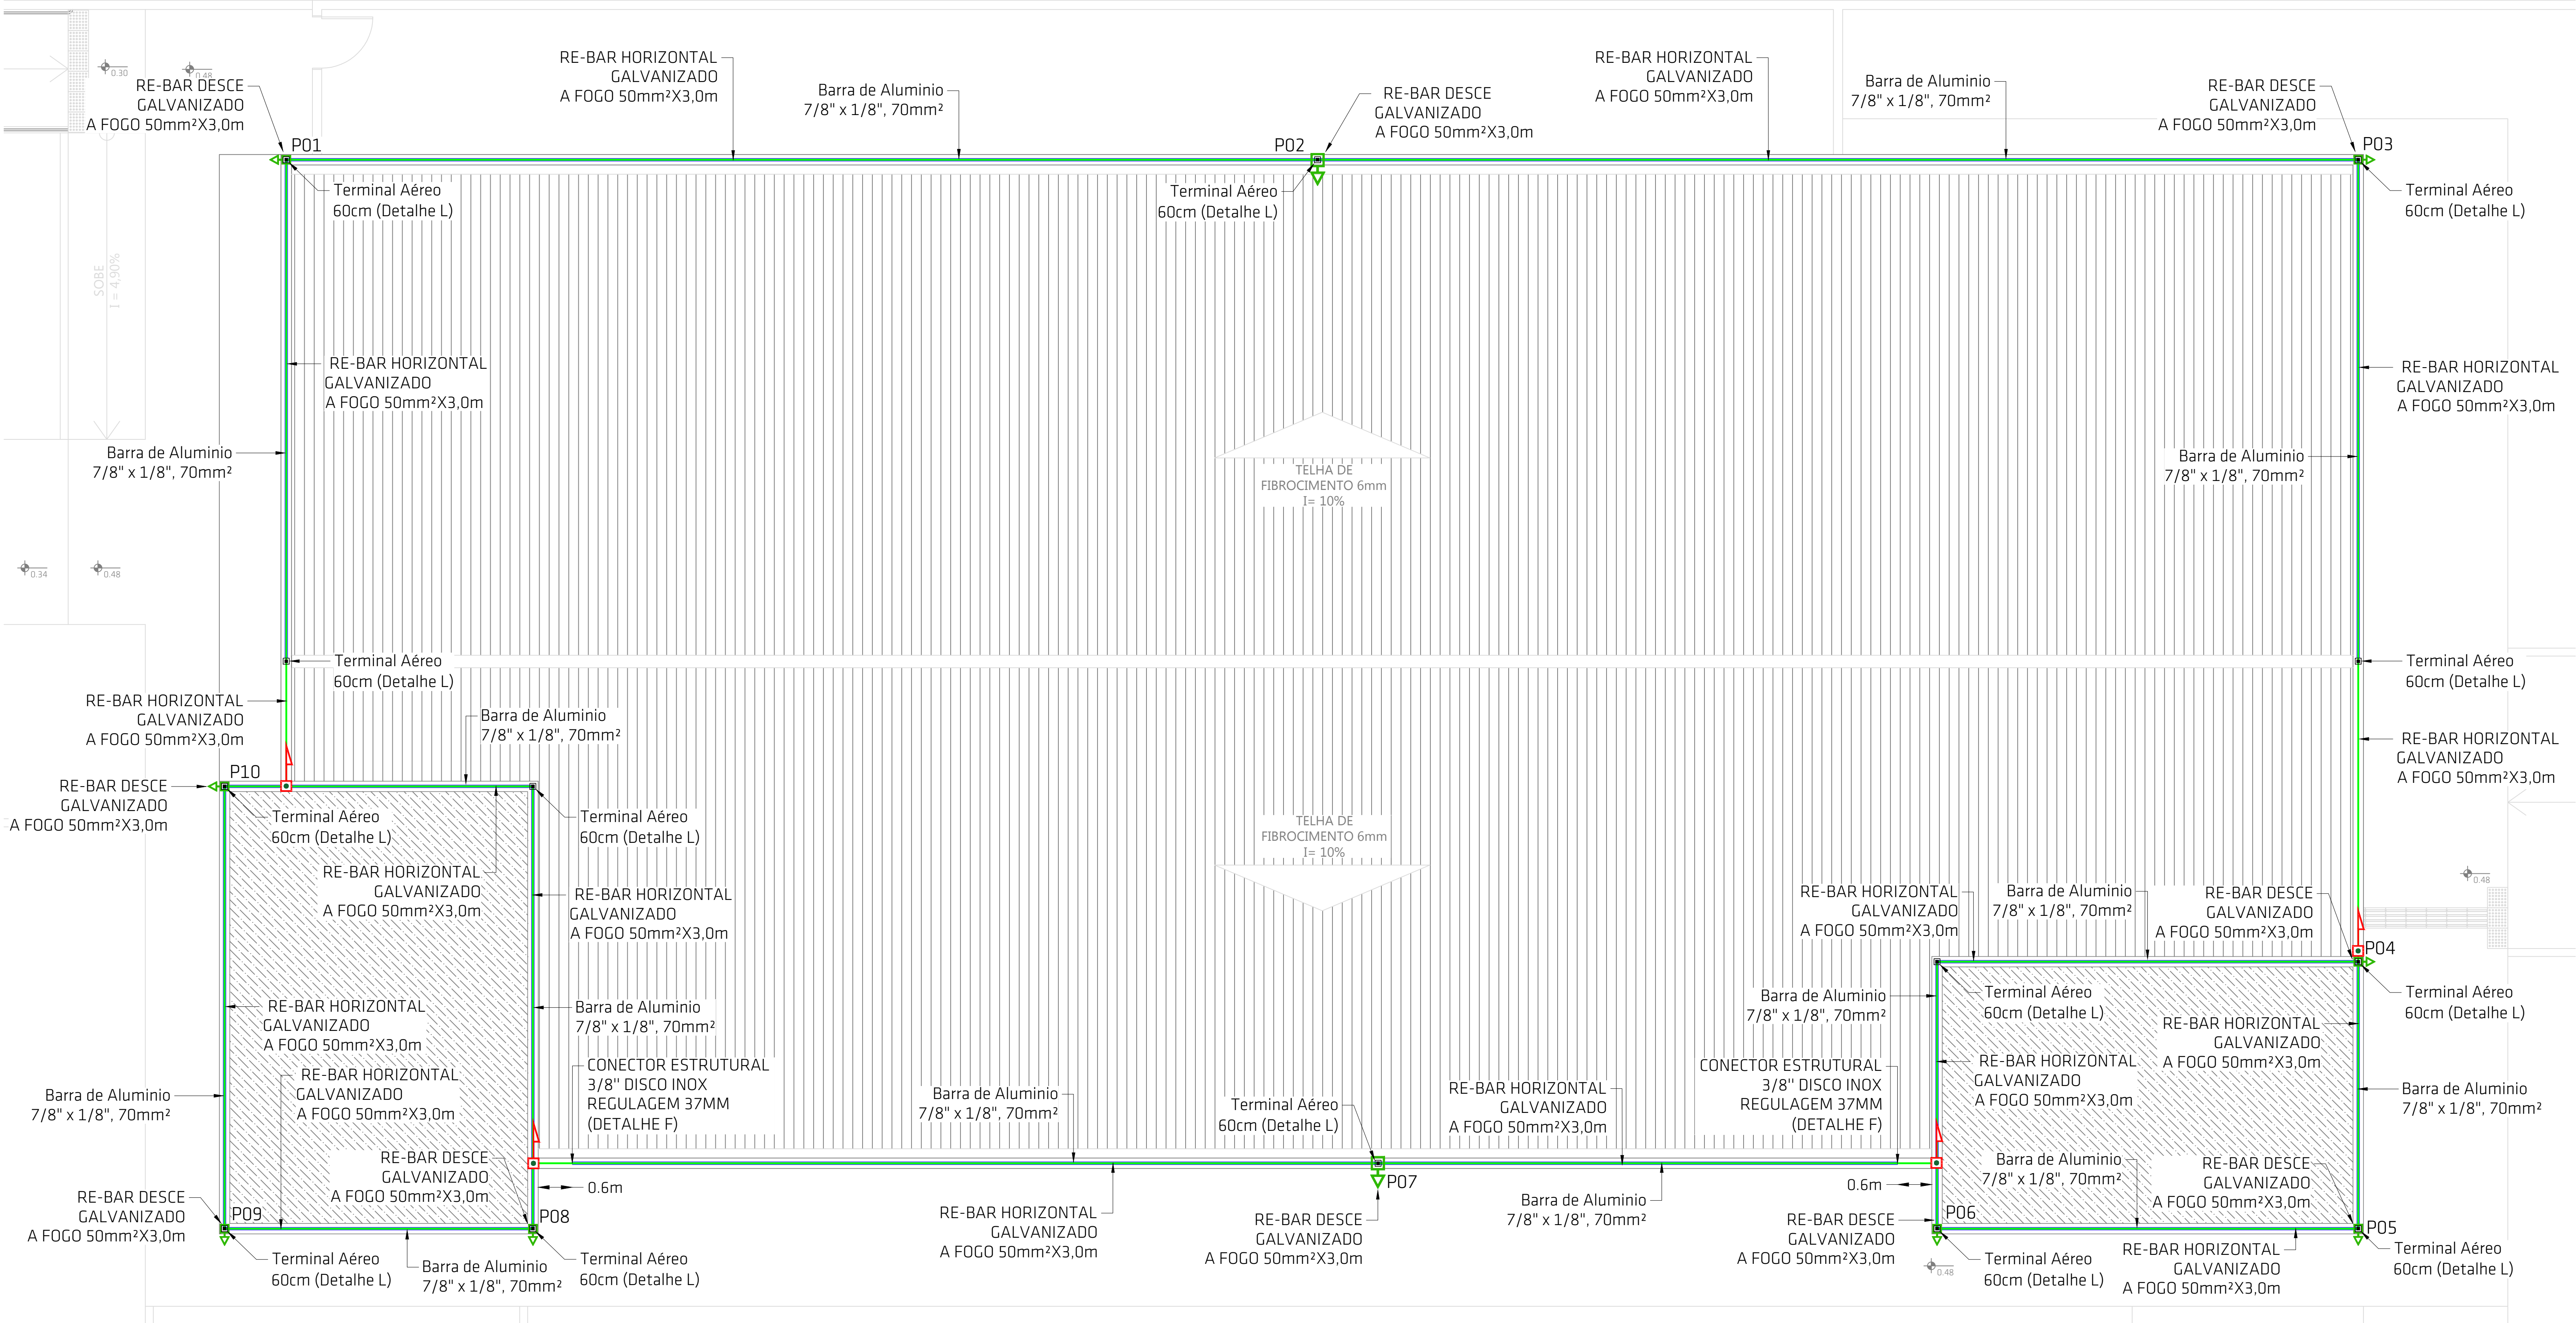 0.30
0.48
RE-BAR DESCE
GALVANIZADO
A FOGO 50mm²X3,0m
RE-BAR HORIZONTAL
GALVANIZADO
A FOGO 50mm²X3,0m
Barra de Aluminio
7/8" x 1/8", 70mm²
RE-BAR DESCE
GALVANIZADO
A FOGO 50mm²X3,0m
RE-BAR HORIZONTAL
GALVANIZADO
A FOGO 50mm²X3,0m
Barra de Aluminio
7/8" x 1/8", 70mm²
RE-BAR DESCE
GALVANIZADO
A FOGO 50mm²X3,0m
P01
P02
P03
Terminal Aéreo
60cm (Detalhe L)
Terminal Aéreo
60cm (Detalhe L)
Terminal Aéreo
60cm (Detalhe L)
SOBE
I = 4,90%
RE-BAR HORIZONTAL
GALVANIZADO
A FOGO 50mm²X3,0m
RE-BAR HORIZONTAL
GALVANIZADO
A FOGO 50mm²X3,0m
Barra de Aluminio
7/8" x 1/8", 70mm²
TELHA DE
FIBROCIMENTO 6mm
I= 10%
Barra de Aluminio
7/8" x 1/8", 70mm²
0.34
0.48
Terminal Aéreo
60cm (Detalhe L)
Terminal Aéreo
60cm (Detalhe L)
RE-BAR HORIZONTAL
GALVANIZADO
A FOGO 50mm²X3,0m
Barra de Aluminio
7/8" x 1/8", 70mm²
RE-BAR HORIZONTAL
GALVANIZADO
A FOGO 50mm²X3,0m
P10
RE-BAR DESCE
GALVANIZADO
A FOGO 50mm²X3,0m
Terminal Aéreo
60cm (Detalhe L)
Terminal Aéreo
60cm (Detalhe L)
TELHA DE
FIBROCIMENTO 6mm
I= 10%
RE-BAR HORIZONTAL
GALVANIZADO
A FOGO 50mm²X3,0m
RE-BAR HORIZONTAL
GALVANIZADO
A FOGO 50mm²X3,0m
RE-BAR HORIZONTAL
GALVANIZADO
A FOGO 50mm²X3,0m
Barra de Aluminio
7/8" x 1/8", 70mm²
RE-BAR DESCE
GALVANIZADO
A FOGO 50mm²X3,0m
0.48
P04
RE-BAR HORIZONTAL
GALVANIZADO
A FOGO 50mm²X3,0m
Barra de Aluminio
7/8" x 1/8", 70mm²
Barra de Aluminio
7/8" x 1/8", 70mm²
Terminal Aéreo
60cm (Detalhe L)
Terminal Aéreo
60cm (Detalhe L)
RE-BAR HORIZONTAL
GALVANIZADO
A FOGO 50mm²X3,0m
RE-BAR HORIZONTAL
GALVANIZADO
A FOGO 50mm²X3,0m
Barra de Aluminio
7/8" x 1/8", 70mm²
RE-BAR HORIZONTAL
GALVANIZADO
A FOGO 50mm²X3,0m
CONECTOR ESTRUTURAL
3/8'' DISCO INOX
REGULAGEM 37MM
(DETALHE F)
Barra de Aluminio
7/8" x 1/8", 70mm²
Terminal Aéreo
60cm (Detalhe L)
RE-BAR HORIZONTAL
GALVANIZADO
A FOGO 50mm²X3,0m
CONECTOR ESTRUTURAL
3/8'' DISCO INOX
REGULAGEM 37MM
(DETALHE F)
Barra de Aluminio
7/8" x 1/8", 70mm²
RE-BAR DESCE
GALVANIZADO
A FOGO 50mm²X3,0m
0.6m
P07
0.6m
Barra de Aluminio
7/8" x 1/8", 70mm²
RE-BAR DESCE
GALVANIZADO
A FOGO 50mm²X3,0m
RE-BAR DESCE
GALVANIZADO
A FOGO 50mm²X3,0m
P09
P08
RE-BAR HORIZONTAL
GALVANIZADO
A FOGO 50mm²X3,0m
RE-BAR DESCE
GALVANIZADO
A FOGO 50mm²X3,0m
Barra de Aluminio
7/8" x 1/8", 70mm²
RE-BAR DESCE
GALVANIZADO
A FOGO 50mm²X3,0m
P06
P05
Terminal Aéreo
60cm (Detalhe L)
Barra de Aluminio
7/8" x 1/8", 70mm²
Terminal Aéreo
60cm (Detalhe L)
0.48
Terminal Aéreo
60cm (Detalhe L)
RE-BAR HORIZONTAL
GALVANIZADO
A FOGO 50mm²X3,0m
Terminal Aéreo
60cm (Detalhe L)